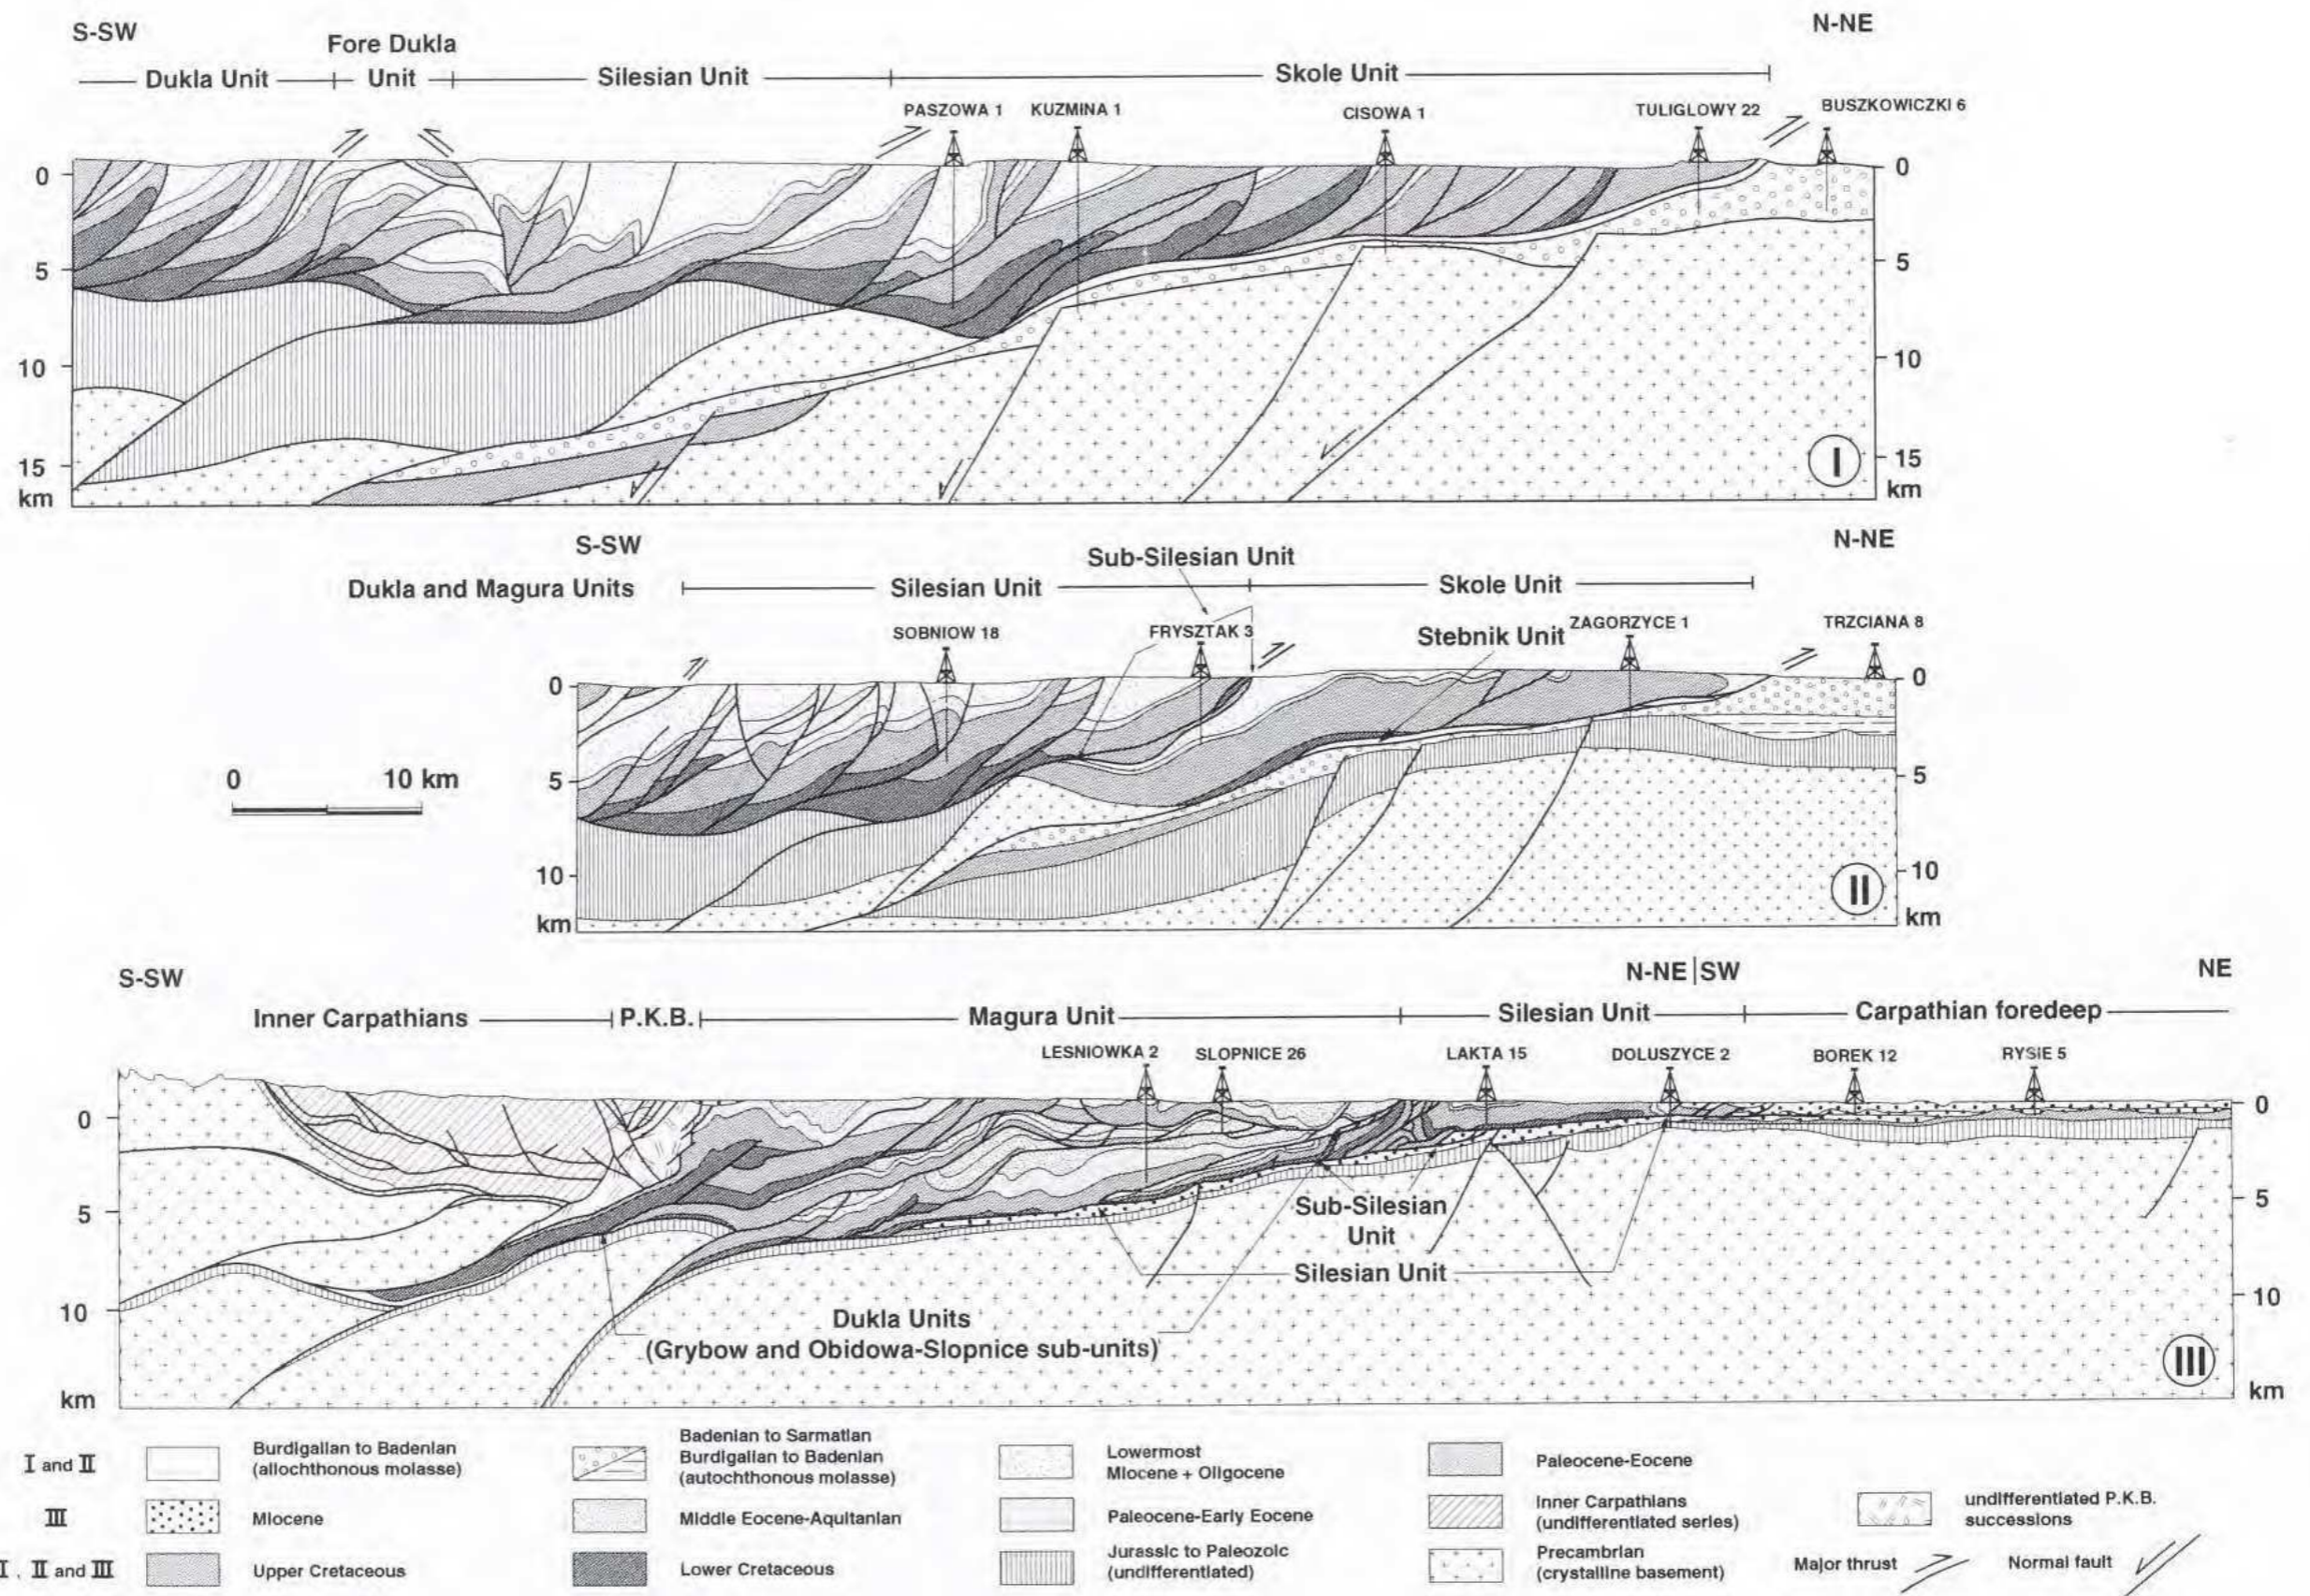 S-SW
N-NE
Fore Dukla
Dukla Unit
Unit
Silesian Unit
Skole Unit
PASZOWA 1
KUZMINA 1
CISOWA 1
TULIGLOWY 22
BUSZKOWICZKI 6
0
0
5
5
10
10
15
15
km
km
I
S-SW
N-NE
Sub-Silesian Unit
Dukla and Magura Units
Silesian Unit
Skole Unit
SOBNIOW 18
FRYSZTAK 3
Stebnik Unit
ZAGORZYCE 1
TRZCIANA 8
0
0
0
10 km
5
5
10
10
km
km
II
S-SW
N-NE|SW
NE
Inner Carpathians
P.K.B.
Magura Unit
Silesian Unit
Carpathian foredeep
LESNIOWKA 2
SLOPNICE 26
LAKTA 15
DOLUSZYCE 2
BOREK 12
RYSIE 5
0
0
5
5
Sub-Silesian
Unit
Silesian Unit
10
10
Dukla Units
(Grybow and Obidowa-Slopnice sub-units)
III
km
km
I and II
Burdigalian to Badenian
(allochthonous molasse)
Badenian to Sarmatian
Burdigalian to Badenian
(autochthonous molasse)
Lowermost
Miocene + Oligocene
Paleocene-Eocene
III
Miocene
Middle Eocene-Aquitanian
Paleocene-Early Eocene
Inner Carpathians
(undifferentiated series)
undifferentiated P.K.B.
successions
I, II and III
Upper Cretaceous
Lower Cretaceous
Jurassic to Paleozoic
(undifferentiated)
Precambrian
(crystalline basement)
Major thrust
Normal fault